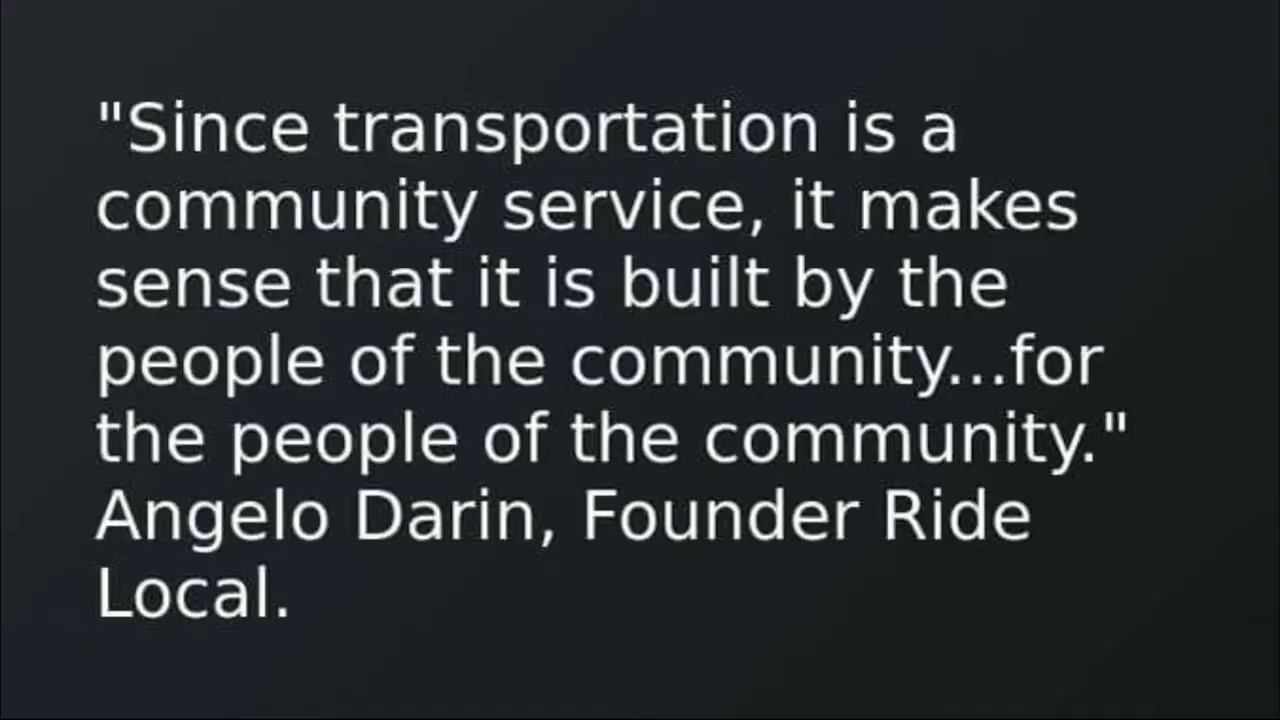 "Since transportation is a
community service, it makes
sense that it is built by the
people of the community...for
the people of the community."
Angelo Darin, Founder Ride
Local.